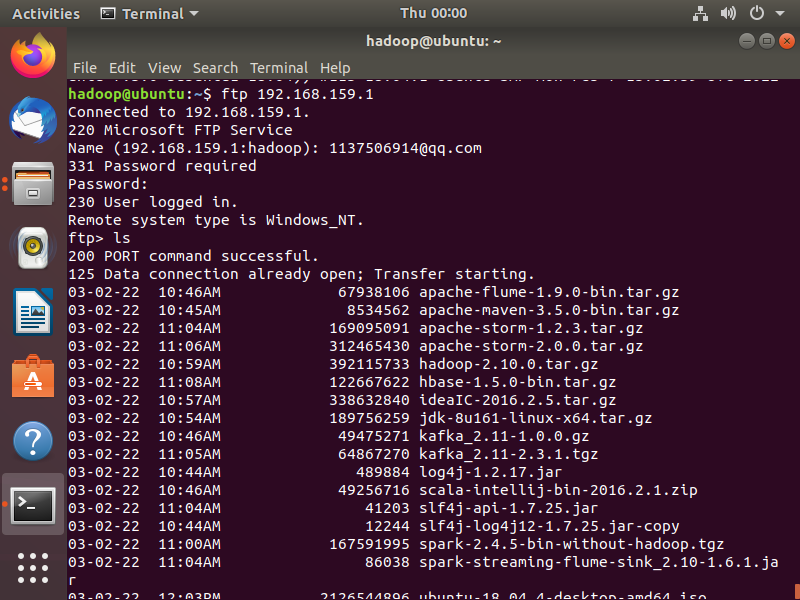 Activities Terminal Thu 00:00
hadoop@ubuntu: ~
File Edit View Search Terminal Help
hadoop@ubuntu:~$ ftp 192.168.159.1
Connected to 192.168.159.1.
220 Microsoft FTP Service
Name (192.168.159.1:hadoop): 1137506914@qq.com
331 Password required
Password:
230 User logged in.
Remote system type is Windows_NT.
ftp> ls
200 PORT command successful.
125 Data connection already open; Transfer starting.
03-02-22  10:46AM             67938106 apache-flume-1.9.0-bin.tar.gz
03-02-22  10:45AM              8534562 apache-maven-3.5.0-bin.tar.gz
03-02-22  11:04AM            169095091 apache-storm-1.2.3.tar.gz
03-02-22  11:06AM            312465430 apache-storm-2.0.0.tar.gz
03-02-22  10:59AM            392115733 hadoop-2.10.0.tar.gz
03-02-22  11:08AM            122667622 hbase-1.5.0-bin.tar.gz
03-02-22  10:57AM            338632840 ideaIC-2016.2.5.tar.gz
03-02-22  10:54AM            189756259 jdk-8u161-linux-x64.tar.gz
03-02-22  10:46AM             49475271 kafka_2.11-1.0.0.gz
03-02-22  11:05AM             64867270 kafka_2.11-2.3.1.tgz
03-02-22  10:44AM               489884 log4j-1.2.17.jar
03-02-22  10:46AM             49256716 scala-intellij-bin-2016.2.1.zip
03-02-22  11:04AM                41203 slf4j-api-1.7.25.jar
03-02-22  10:44AM                12244 slf4j-log4j12-1.7.25.jar-copy
03-02-22  11:00AM            167591995 spark-2.4.5-bin-without-hadoop.tgz
03-02-22  11:04AM                86038 spark-streaming-flume-sink_2.10-1.6.1.ja
r
03-02-22  12:03PM           2126544896 ubuntu-18.04.4-desktop-amd64.iso